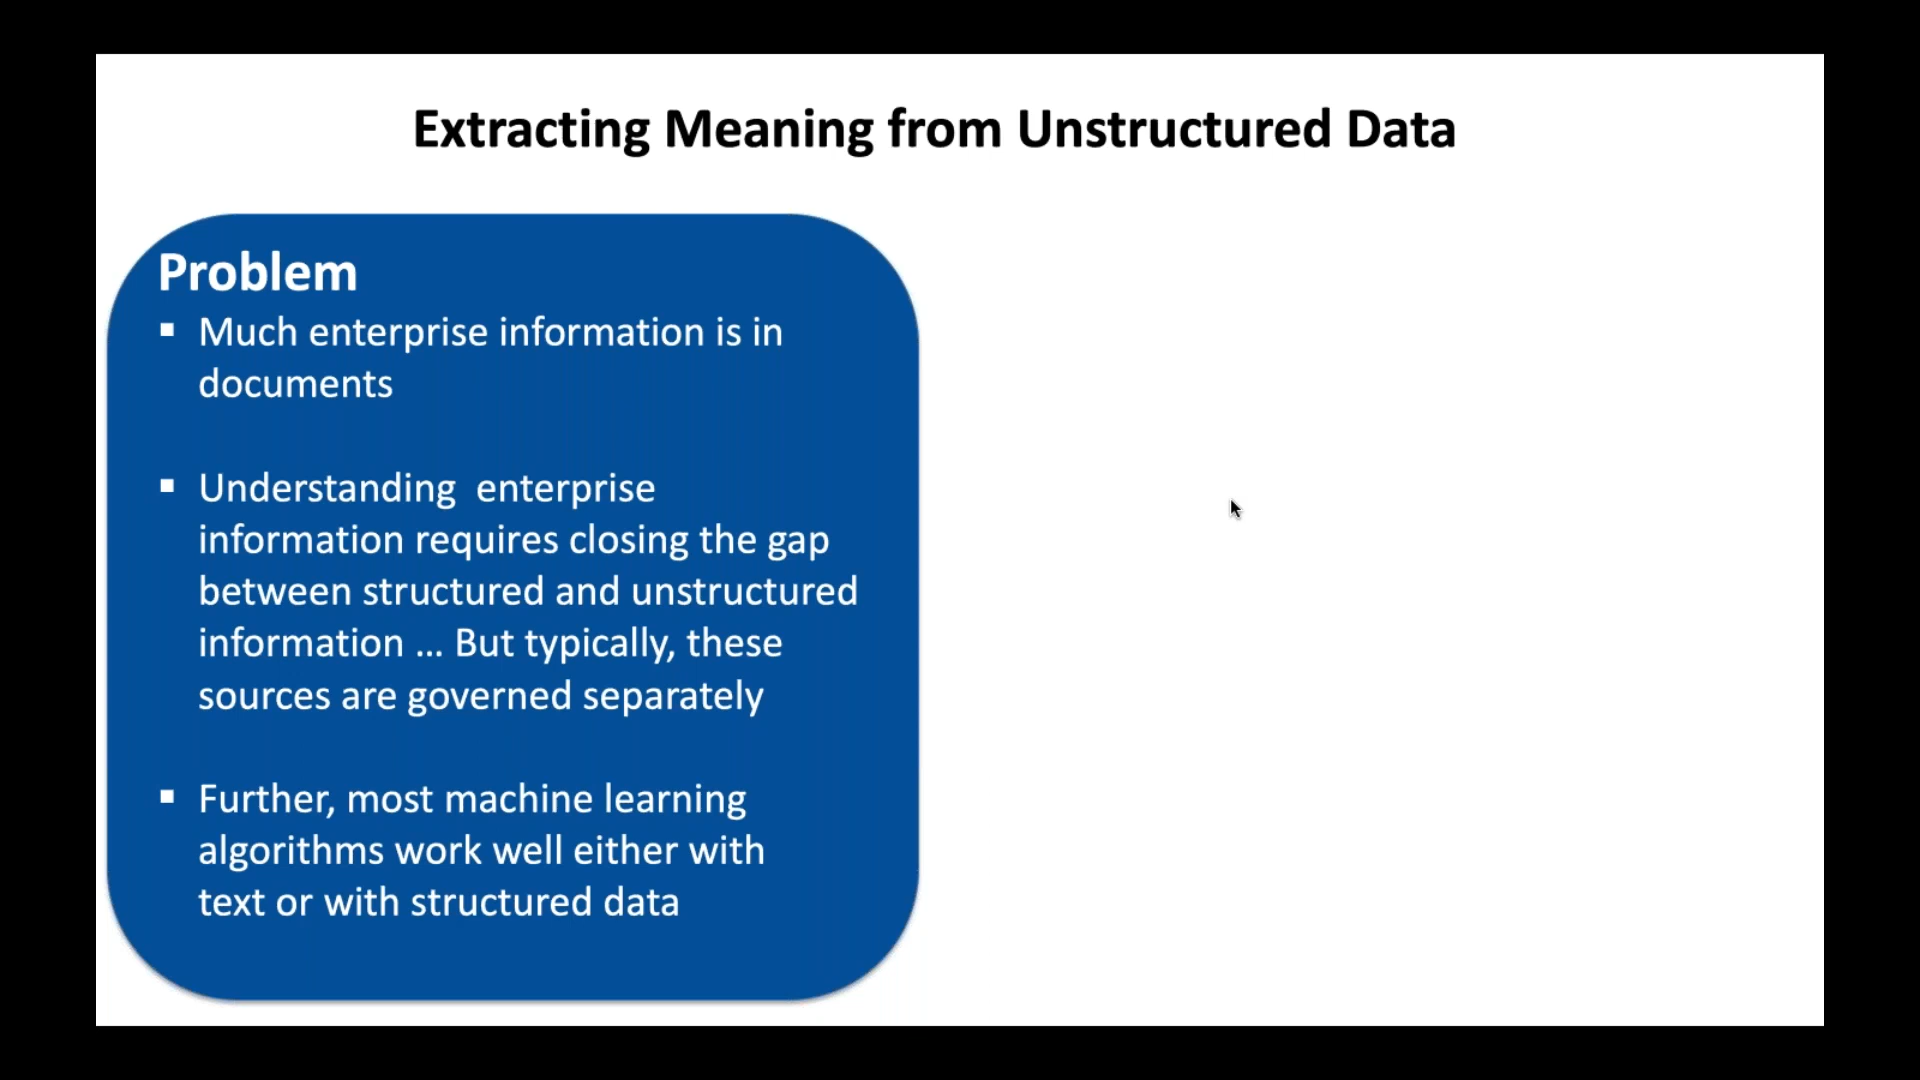 Extracting Meaning from Unstructured Data
Problem
▪ Much enterprise information is in
documents
▪ Understanding  enterprise
information requires closing the gap
between structured and unstructured
information ... But typically, these
sources are governed separately
▪ Further, most machine learning
algorithms work well either with
text or with structured data